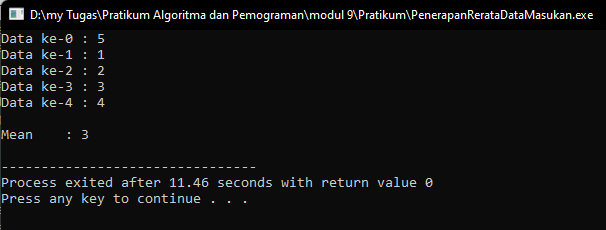 D:\my Tugas\Pratikum Algoritma dan Pemograman\modul 9\Pratikum\PenerapanRerataDataMasukan.exe
Data ke-0 : 5
Data ke-1 : 1
Data ke-2 : 2
Data ke-3 : 3
Data ke-4 : 4
Mean    : 3
--------------------------------
Process exited after 11.46 seconds with return value 0
Press any key to continue . . .